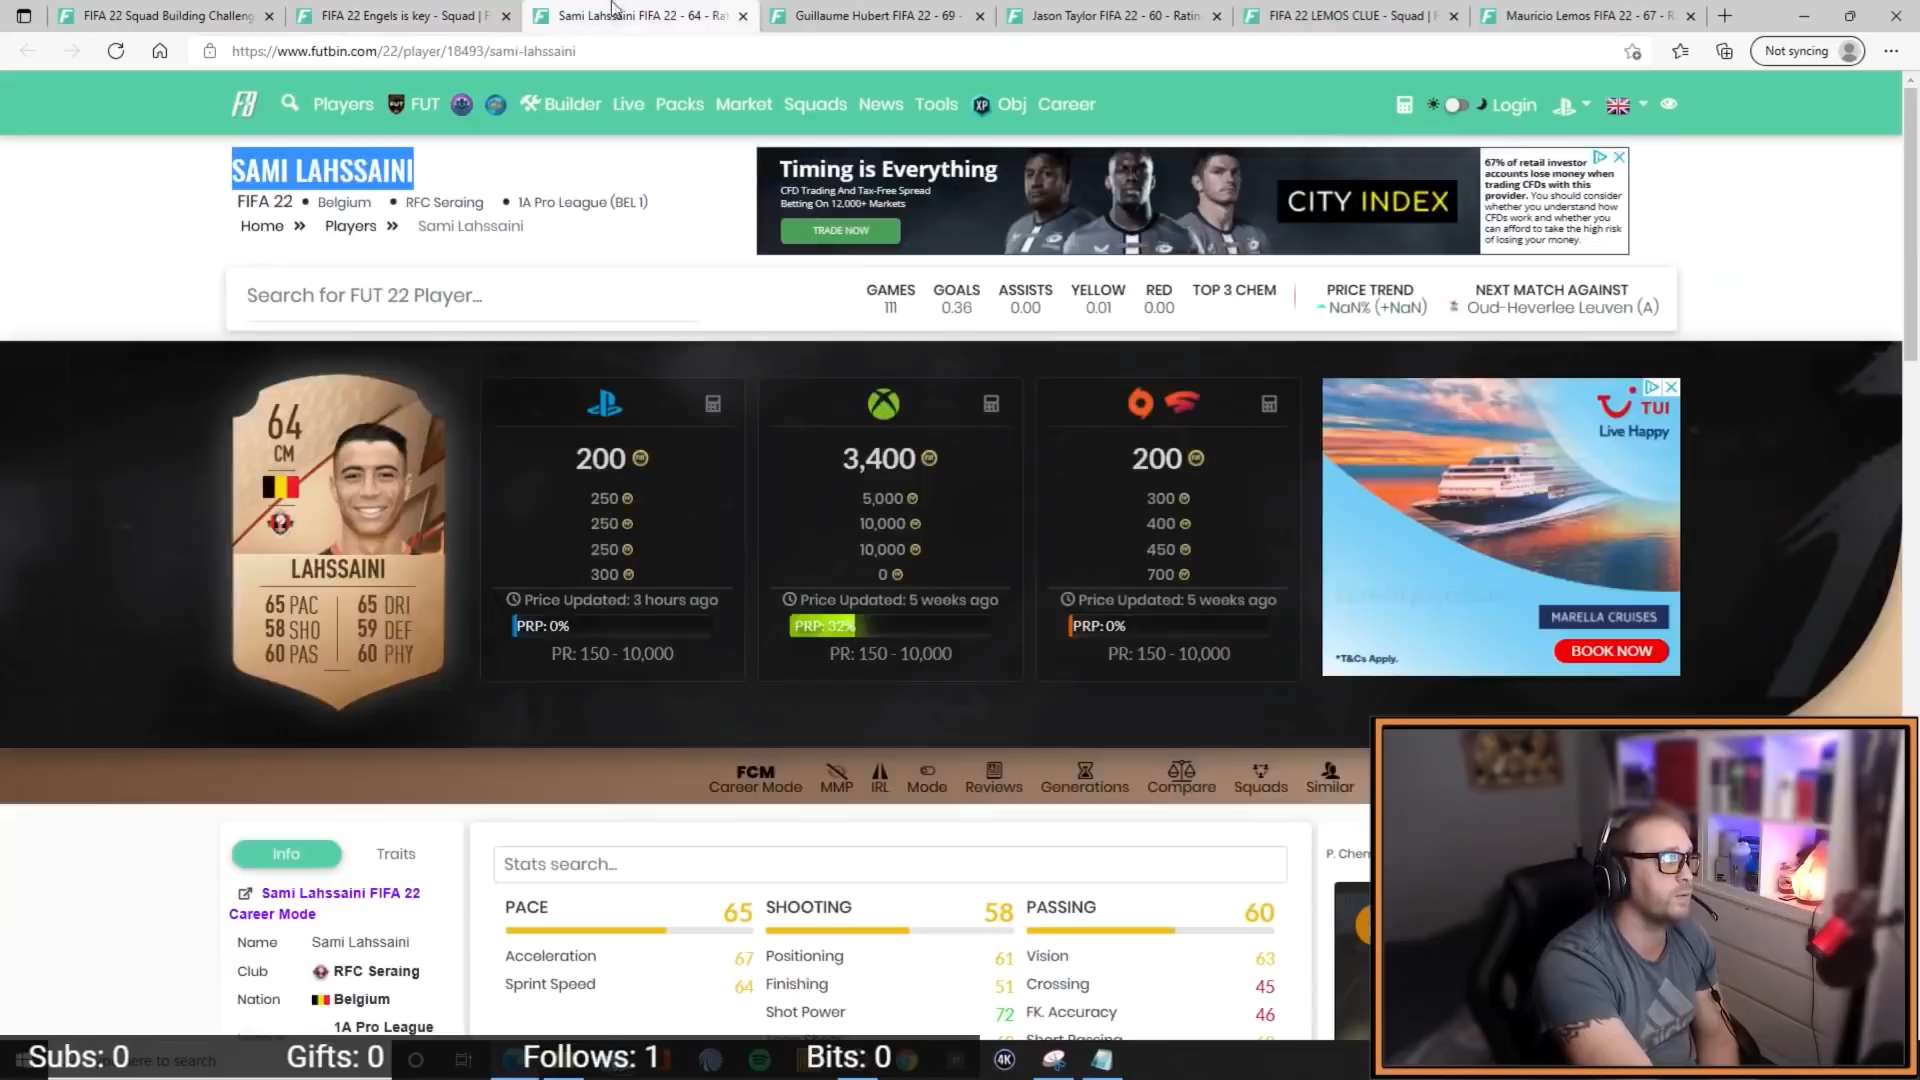 FIFA 22 Squad Building Challeng
FIFA 22 Engels is key - Squad | F
Sami Lahssaini FIFA 22 - 64 - Ra
Guillaume Hubert FIFA 22 - 69 -
Jason Taylor FIFA 22 - 60 - Ratin
FIFA 22 LEMOS CLUE - Squad | F
Mauricio Lemos FIFA 22 - 67 - R
https://www.futbin.com/22/player/18493/sami-lahssaini
Not syncing
Players FUT Builder Live Packs Market Squads News Tools XP Obj Career Login
SAMI LAHSSAINI
FIFA 22 • Belgium • RFC Seraing • 1A Pro League (BEL 1)
Home » Players » Sami Lahssaini
Timing is Everything
CFD Trading And Tax-Free Spread
Betting On 12,000+ Markets
TRADE NOW
CITY INDEX
67% of retail investor
accounts lose money when
trading CFDs with this
provider. You should consider
whether you understand how
CFDs work and whether you
can afford to take the high risk
of losing your money.
Search for FUT 22 Player...
GAMES GOALS ASSISTS YELLOW RED TOP 3 CHEM PRICE TREND NEXT MATCH AGAINST
111 0.36 0.00 0.01 0.00 NaN% (+NaN) Oud-Heverlee Leuven (A)
64
CM
LAHSSAINI
65 PAC 65 DRI
58 SHO 59 DEF
60 PAS 60 PHY
200
250
250
250
300
Price Updated: 3 hours ago
PRP: 0%
PR: 150 - 10,000
3,400
5,000
10,000
10,000
0
Price Updated: 5 weeks ago
PRP: 32%
PR: 150 - 10,000
200
300
400
450
700
Price Updated: 5 weeks ago
PRP: 0%
PR: 150 - 10,000
TUI
Live Happy
MARELLA CRUISES
*T&Cs Apply.
BOOK NOW
FCM
Career Mode MMP IRL Mode Reviews Generations Compare Squads Similar
Info Traits
Sami Lahssaini FIFA 22
Career Mode
Name Sami Lahssaini
Club RFC Seraing
Nation Belgium
1A Pro League
Stats search...
P. Chem
PACE 65 SHOOTING 58 PASSING 60
Acceleration 67 Positioning 61 Vision 63
Sprint Speed 64 Finishing 51 Crossing 45
Shot Power 72 FK. Accuracy 46
Subs: 0 Gifts: 0 Follows: 1 Bits: 0
here to search
4K